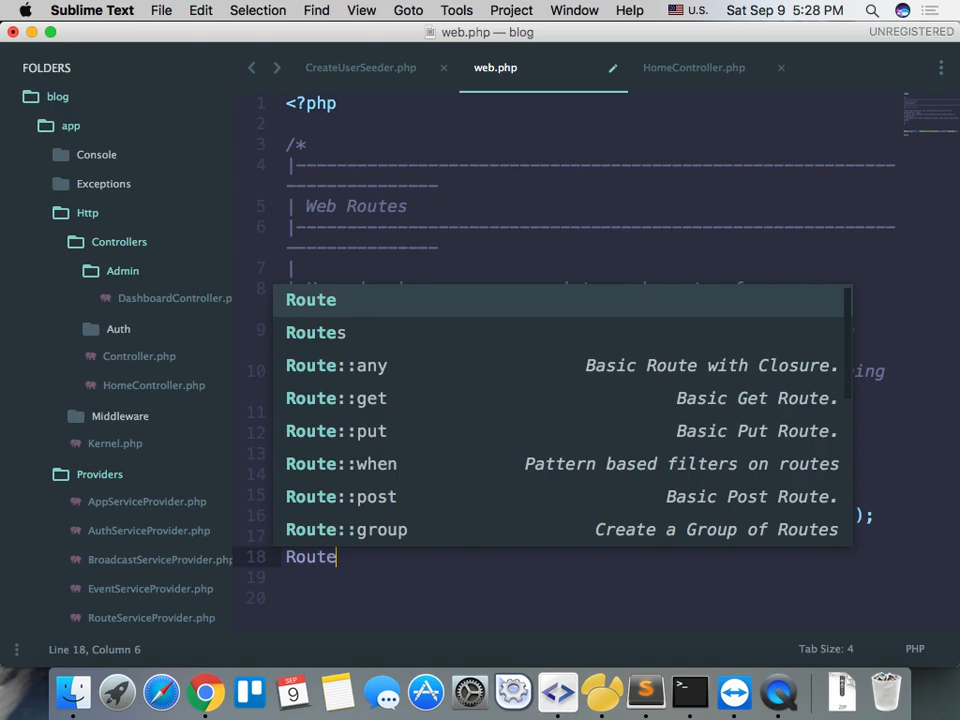 Sublime Text File Edit Selection Find View Goto Tools Project Window Help U.S. Sat Sep 9 5:28 PM
web.php — blog UNREGISTERED
FOLDERS
blog
app
Console
Exceptions
Http
Controllers
Admin
DashboardController.p
Auth
Controller.php
HomeController.php
Middleware
Kernel.php
Providers
AppServiceProvider.php
AuthServiceProvider.php
BroadcastServiceProvider.php
EventServiceProvider.php
RouteServiceProvider.php
CreateUserSeeder.php × web.php HomeController.php ×
1 <?php
2
3 /*
4 |--------------------------------------------------------------------------
5 | Web Routes
6 |--------------------------------------------------------------------------
7 |
8
9
10 ing
11
12
13
14
15
16 );
17
18 Route
19
20
Route
Routes
Route::any Basic Route with Closure.
Route::get Basic Get Route.
Route::put Basic Put Route.
Route::when Pattern based filters on routes
Route::post Basic Post Route.
Route::group Create a Group of Routes
Line 18, Column 6 Tab Size: 4 PHP
SEP
9
ZIP